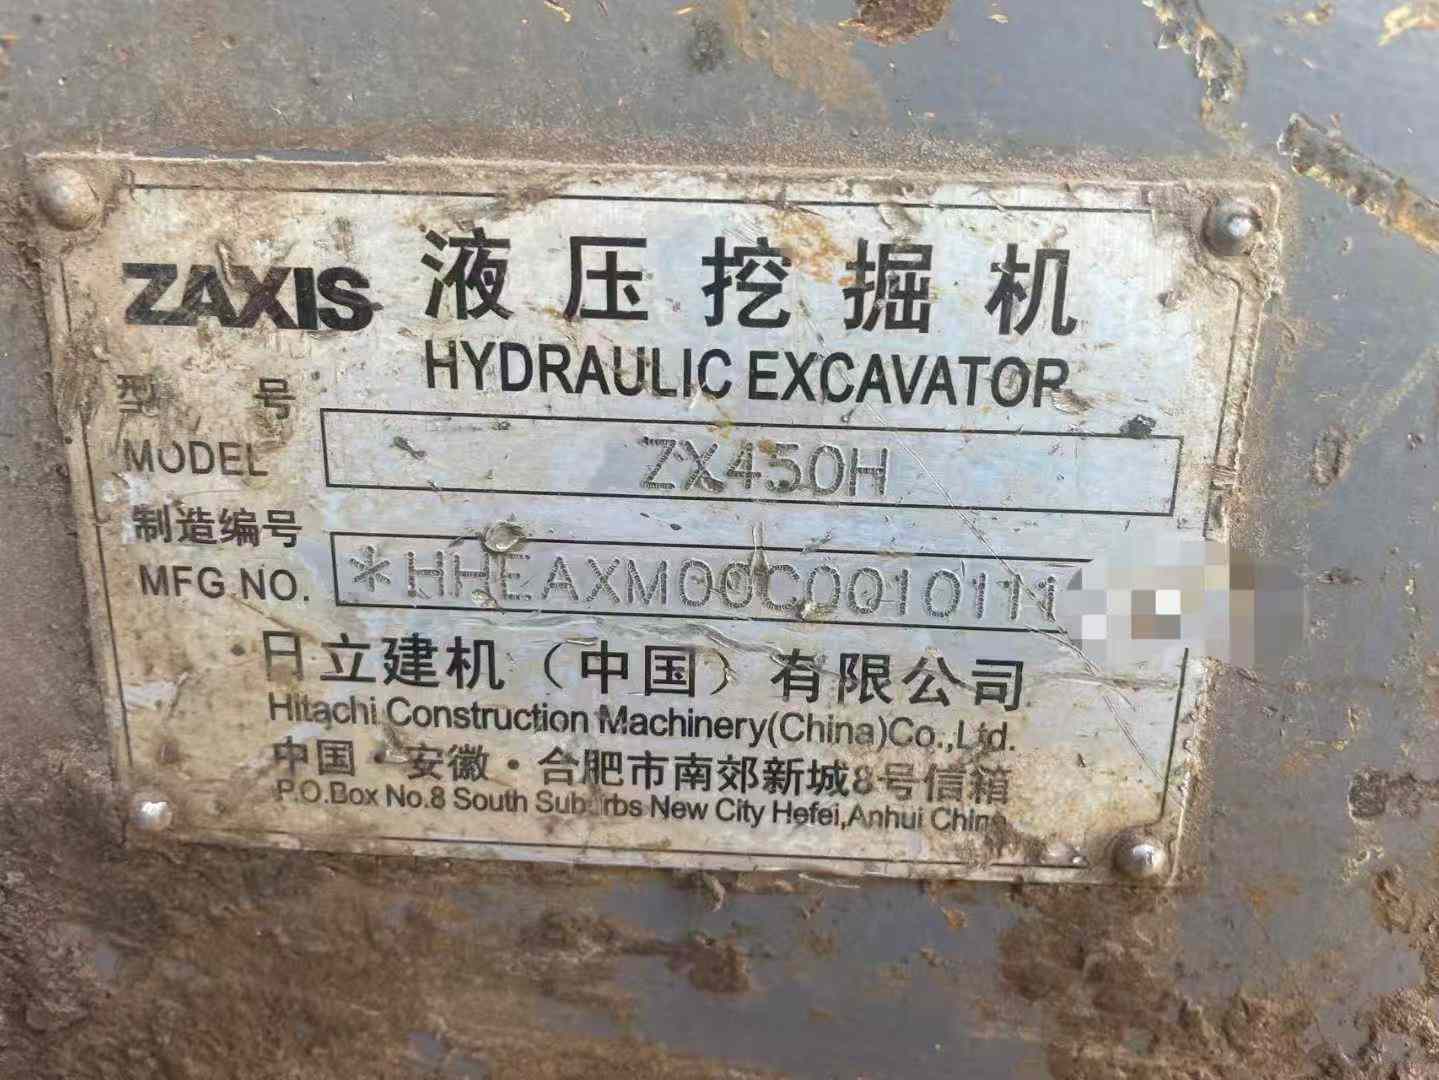 ZAXIS 液压挖掘机
HYDRAULIC EXCAVATOR
型号
MODEL ZX450H
制造编号
MFG NO. *HHEAXM00C0010111
日立建机（中国）有限公司
Hitachi Construction Machinery(China)Co.,Ltd.
中国·安徽·合肥市南郊新城8号信箱
P.O.Box No.8 South Suburbs New City Hefei,Anhui China